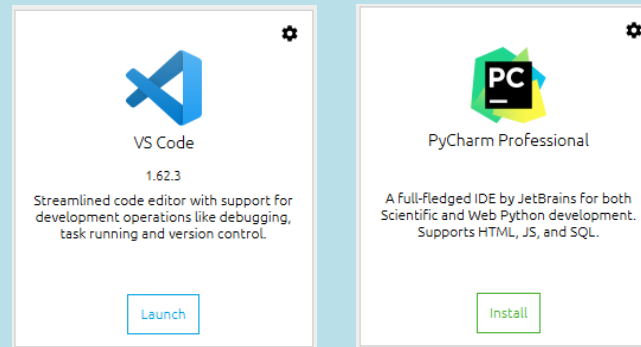 VS Code
1.62.3
Streamlined code editor with support for
development operations like debugging,
task running and version control.
Launch
PC
PyCharm Professional
A full-fledged IDE by JetBrains for both
Scientific and Web Python development.
Supports HTML, JS, and SQL.
Install